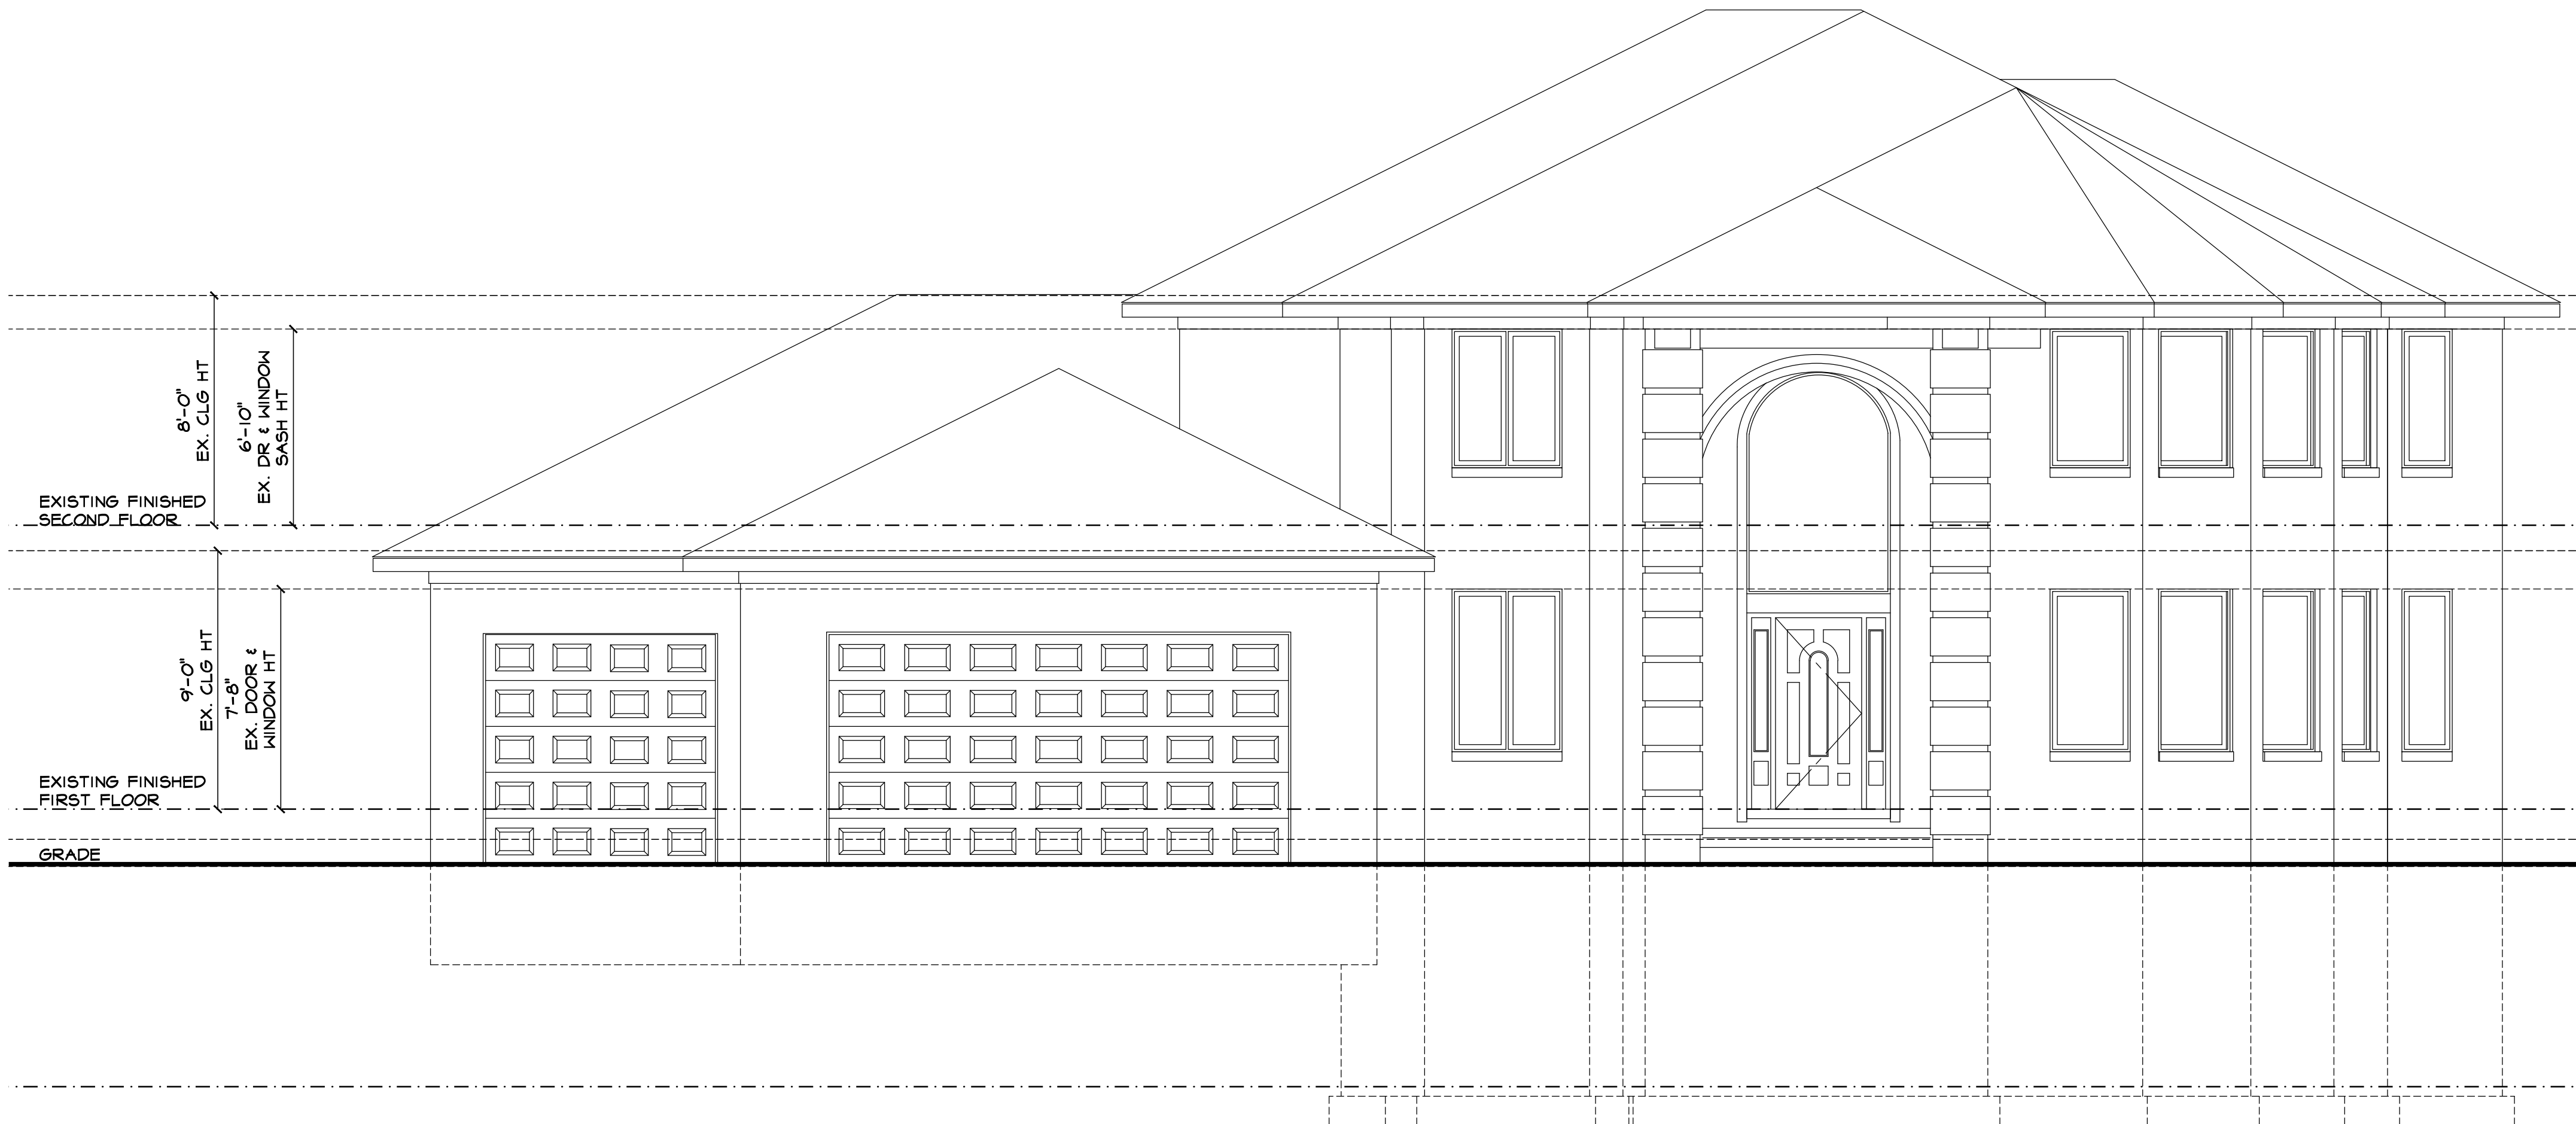 8'-0"
EX. CLG HT
6'-10"
EX. DR & WINDOW
SASH HT
EXISTING FINISHED
SECOND FLOOR
9'-0"
EX. CLG HT
7'-8"
EX. DOOR &
WINDOW HT
EXISTING FINISHED
FIRST FLOOR
GRADE